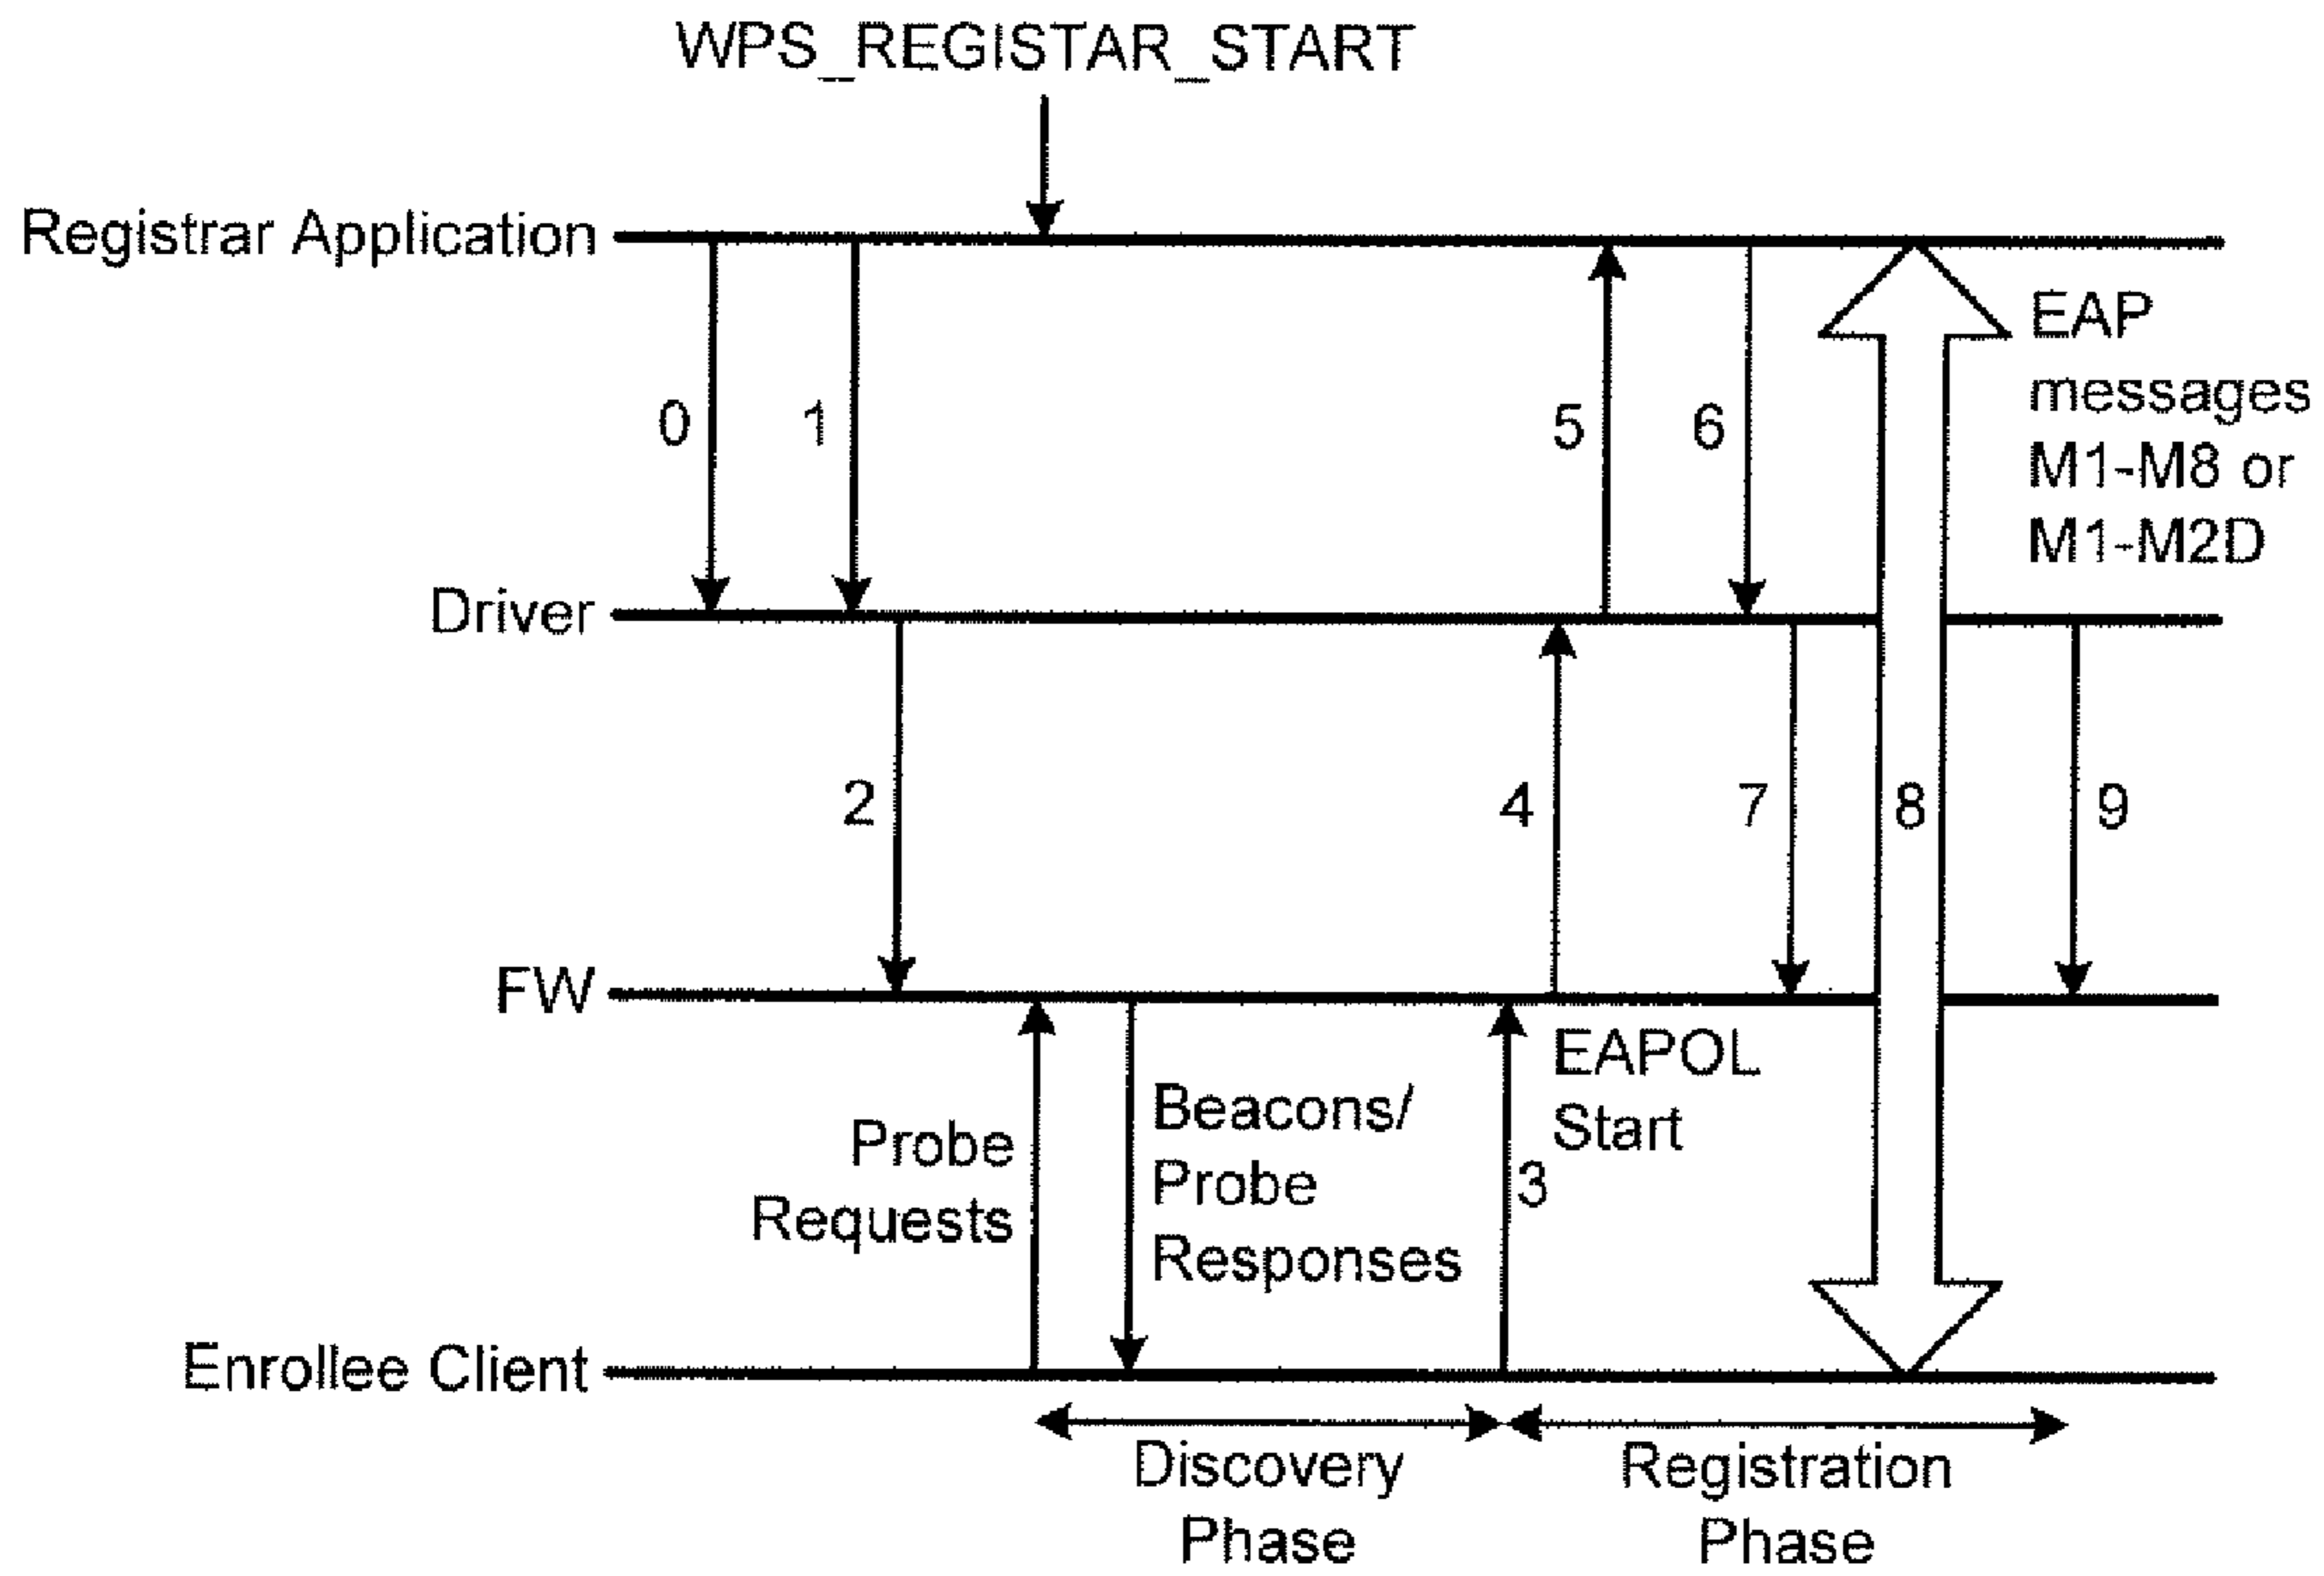 WPS_REGISTAR_START
Registrar Application
EAP
messages
M1-M8 or
M1-M2D
0
1
5
6
Driver
2
4
7
8
9
FW
EAPOL
Start
Beacons/
Probe
Responses
Probe
Requests
3
Enrollee Client
Discovery
Phase
Registration
Phase